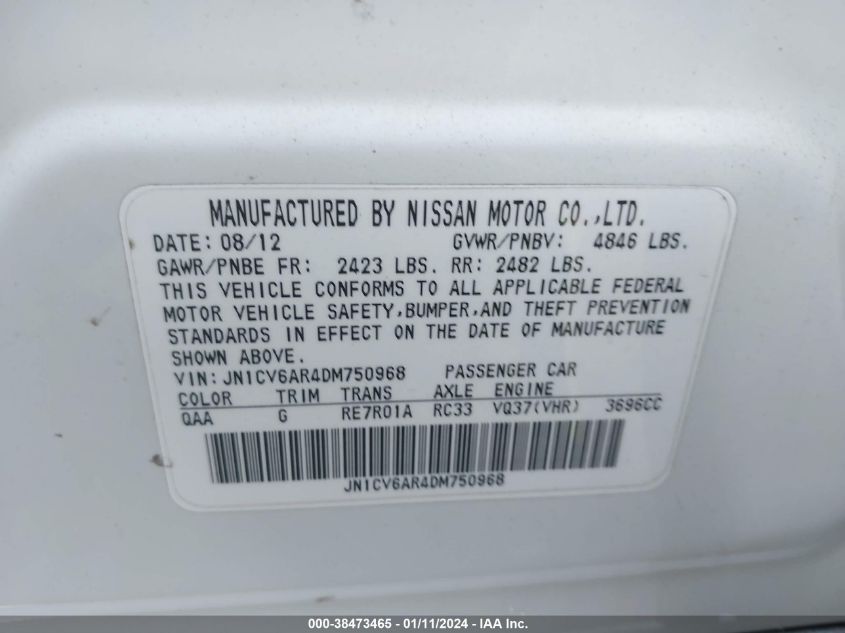 MANUFACTURED BY NISSAN MOTOR CO.,LTD.
DATE: 08/12 GVWR/PNBV: 4846 LBS.
GAWR/PNBE FR: 2423 LBS. RR: 2482 LBS.
THIS VEHICLE CONFORMS TO ALL APPLICABLE FEDERAL
MOTOR VEHICLE SAFETY,BUMPER,AND THEFT PREVENTION
STANDARDS IN EFFECT ON THE DATE OF MANUFACTURE
SHOWN ABOVE.
VIN: JN1CV6AR4DM750968 PASSENGER CAR
COLOR TRIM TRANS AXLE ENGINE
QAA G RE7R01A RC33 VQ37(VHR) 3696CC
JN1CV6AR4DM750968
000-38473465 - 01/11/2024 - IAA Inc.